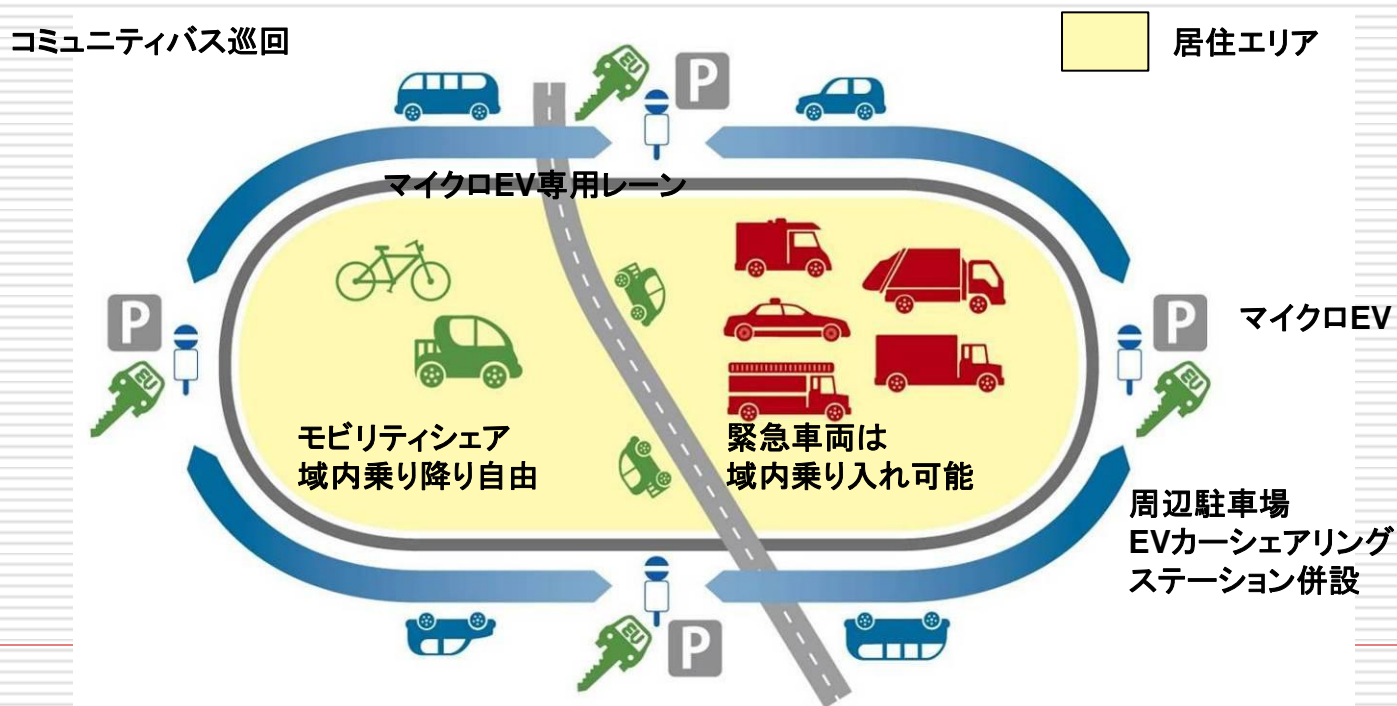 コミュニティバス巡回
居住エリア
P
マイクロEV専用レーン
P
P
マイクロEV
モビリティシェア
域内乗り降り自由
緊急車両は
域内乗り入れ可能
周辺駐車場
EVカーシェアリング
ステーション併設
P
EU
EU
EU
EU